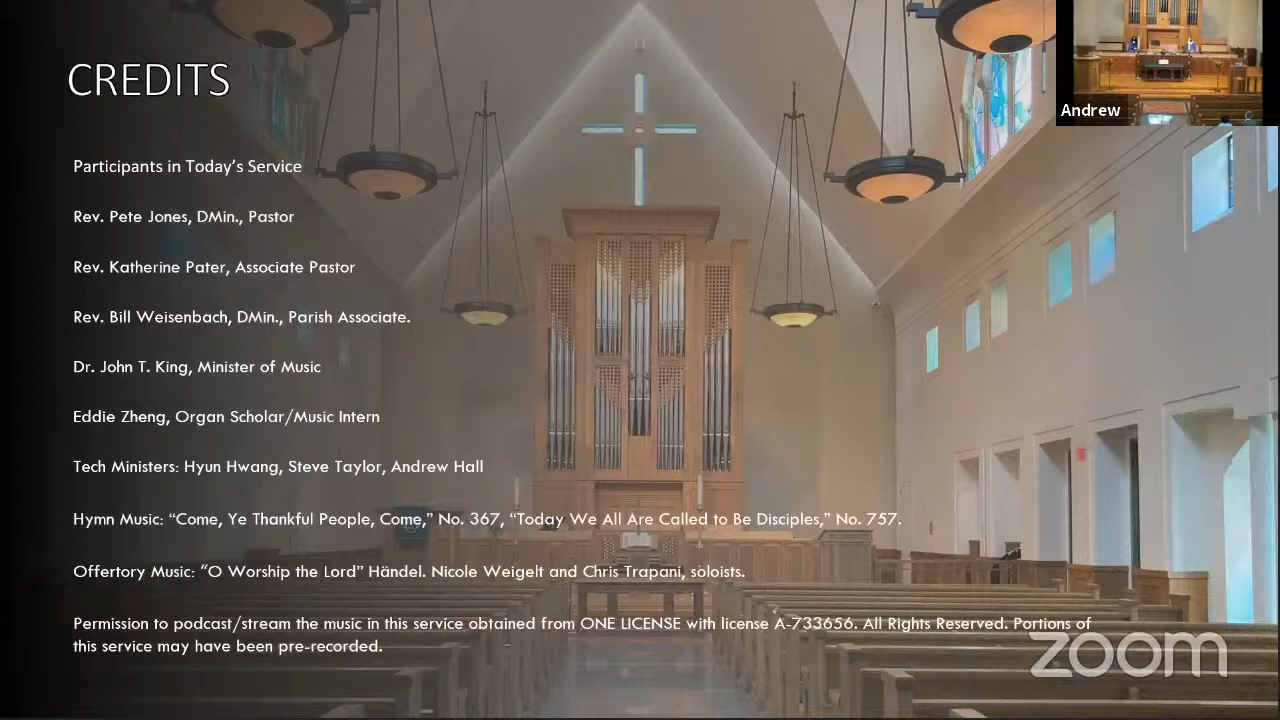 CREDITS
Andrew
Participants in Today’s Service
Rev. Pete Jones, DMin., Pastor
Rev. Katherine Pater, Associate Pastor
Rev. Bill Weisenbach, DMin., Parish Associate.
Dr. John T. King, Minister of Music
Eddie Zheng, Organ Scholar/Music Intern
Tech Ministers: Hyun Hwang, Steve Taylor, Andrew Hall
Hymn Music: “Come, Ye Thankful People, Come,” No. 367, “Today We All Are Called to Be Disciples,” No. 757.
Offertory Music: “O Worship the Lord” Händel. Nicole Weigelt and Chris Trapani, soloists.
Permission to podcast/stream the music in this service obtained from ONE LICENSE with license A-733656. All Rights Reserved. Portions of
this service may have been pre-recorded.
zoom